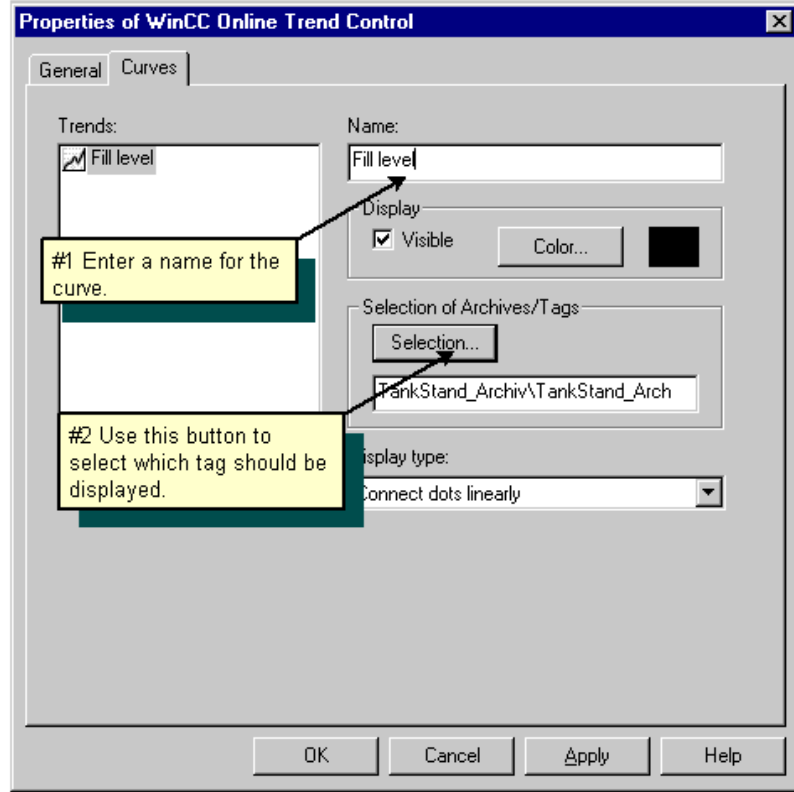 Properties of WinCC Online Trend Control
General Curves
Trends:
Fill level
Name:
Fill level
#1 Enter a name for the
curve.
Display
Visible
Color...
Selection of Archives/Tags
Selection...
TankStand_Archiv\TankStand_Arch
#2 Use this button to
select which tag should be
displayed.
isplay type:
Connect dots linearly
OK Cancel Apply Help